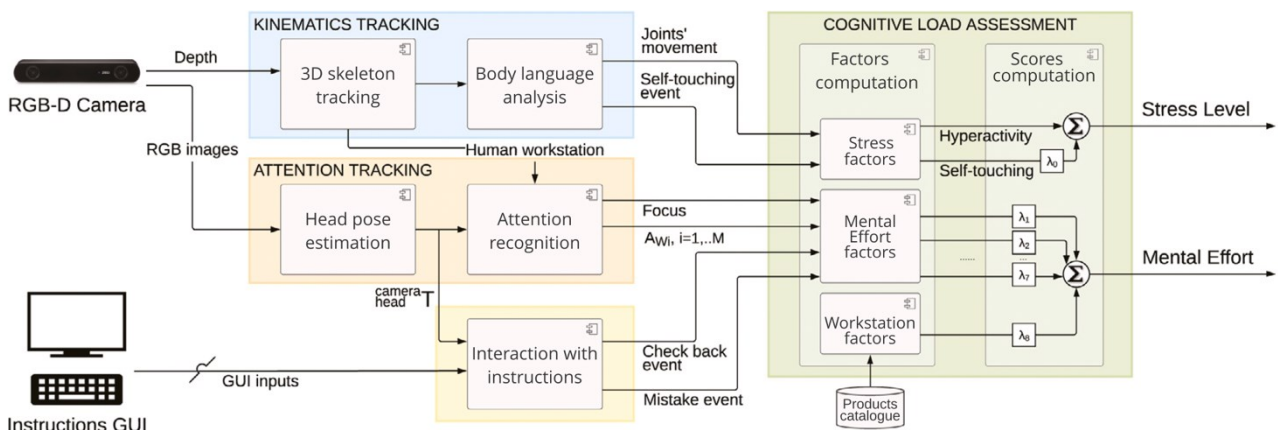 KINEMATICS TRACKING
COGNITIVE LOAD ASSESSMENT
Depth
RGB-D Camera
RGB images
3D skeleton
tracking
Body language
analysis
Joints'
movement
Self-touching
event
Human workstation
Factors
computation
Scores
computation
Stress
factors
Hyperactivity
Self-touching
Σ
λ0
Stress Level
ATTENTION TRACKING
Head pose
estimation
Attention
recognition
Focus
AWi, i=1,..M
Mental
Effort
factors
λ1
λ2
......
...
λ7
Σ
Mental Effort
camera
head T
Interaction with
instructions
Check back
event
Mistake event
Workstation
factors
Products
catalogue
GUI inputs
Instructions GUI